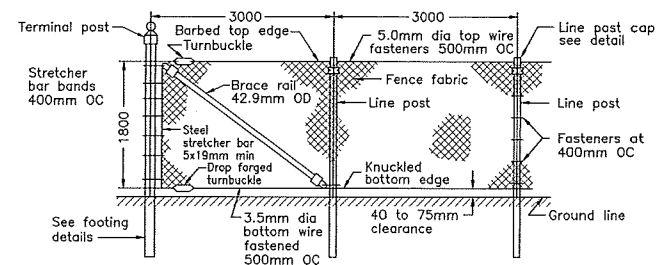 3000
3000
Terminal post
Barbed top edge
Turnbuckle
5.0mm dia top wire
fasteners 500mm OC
Line post cap
see detail
Stretcher
bar bands
400mm OC
Brace rail
42.9mm OD
Fence fabric
Line post
Line post
1800
Steel
stretcher bar
5x19mm min
Drop forged
turnbuckle
Fasteners at
400mm OC
Knuckled
bottom edge
See footing
details
3.5mm dia
bottom wire
fastened
500mm OC
40 to 75mm
clearance
Ground line